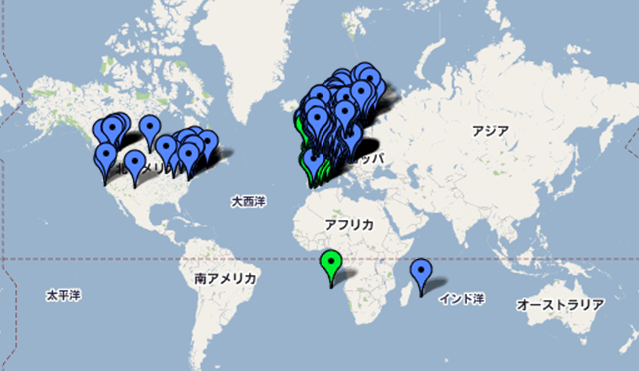 アジア
大西洋
アフリカ
南アメリカ
太平洋
インド洋
オーストラリア